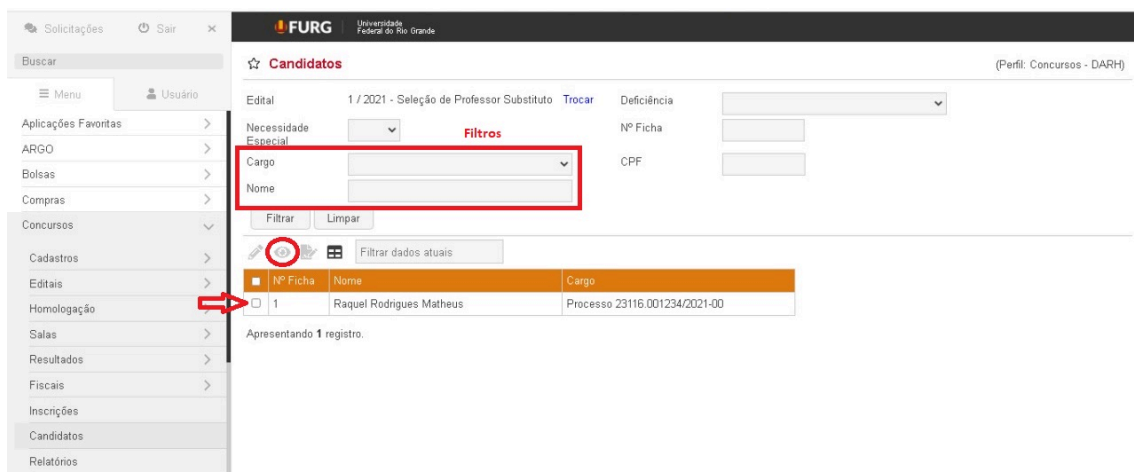 Solicitações Sair ×
Buscar
Menu Usuário
Aplicações Favoritas
ARGO
Bolsas
Compras
Concursos
Cadastros
Editais
Homologação
Salas
Resultados
Fiscais
Inscrições
Candidatos
Relatórios
FURG
Universidade
Federal do Rio Grande
Candidatos (Perfil: Concursos - DARH)
Edital 1 / 2021 - Seleção de Professor Substituto Trocar Deficiência
Necessidade
Especial Filtros Nº Ficha
Cargo CPF
Nome
Filtrar Limpar
Filtrar dados atuais
Nº Ficha Nome Cargo
1 Raquel Rodrigues Matheus Processo 23116.001234/2021-00
Apresentando 1 registro.